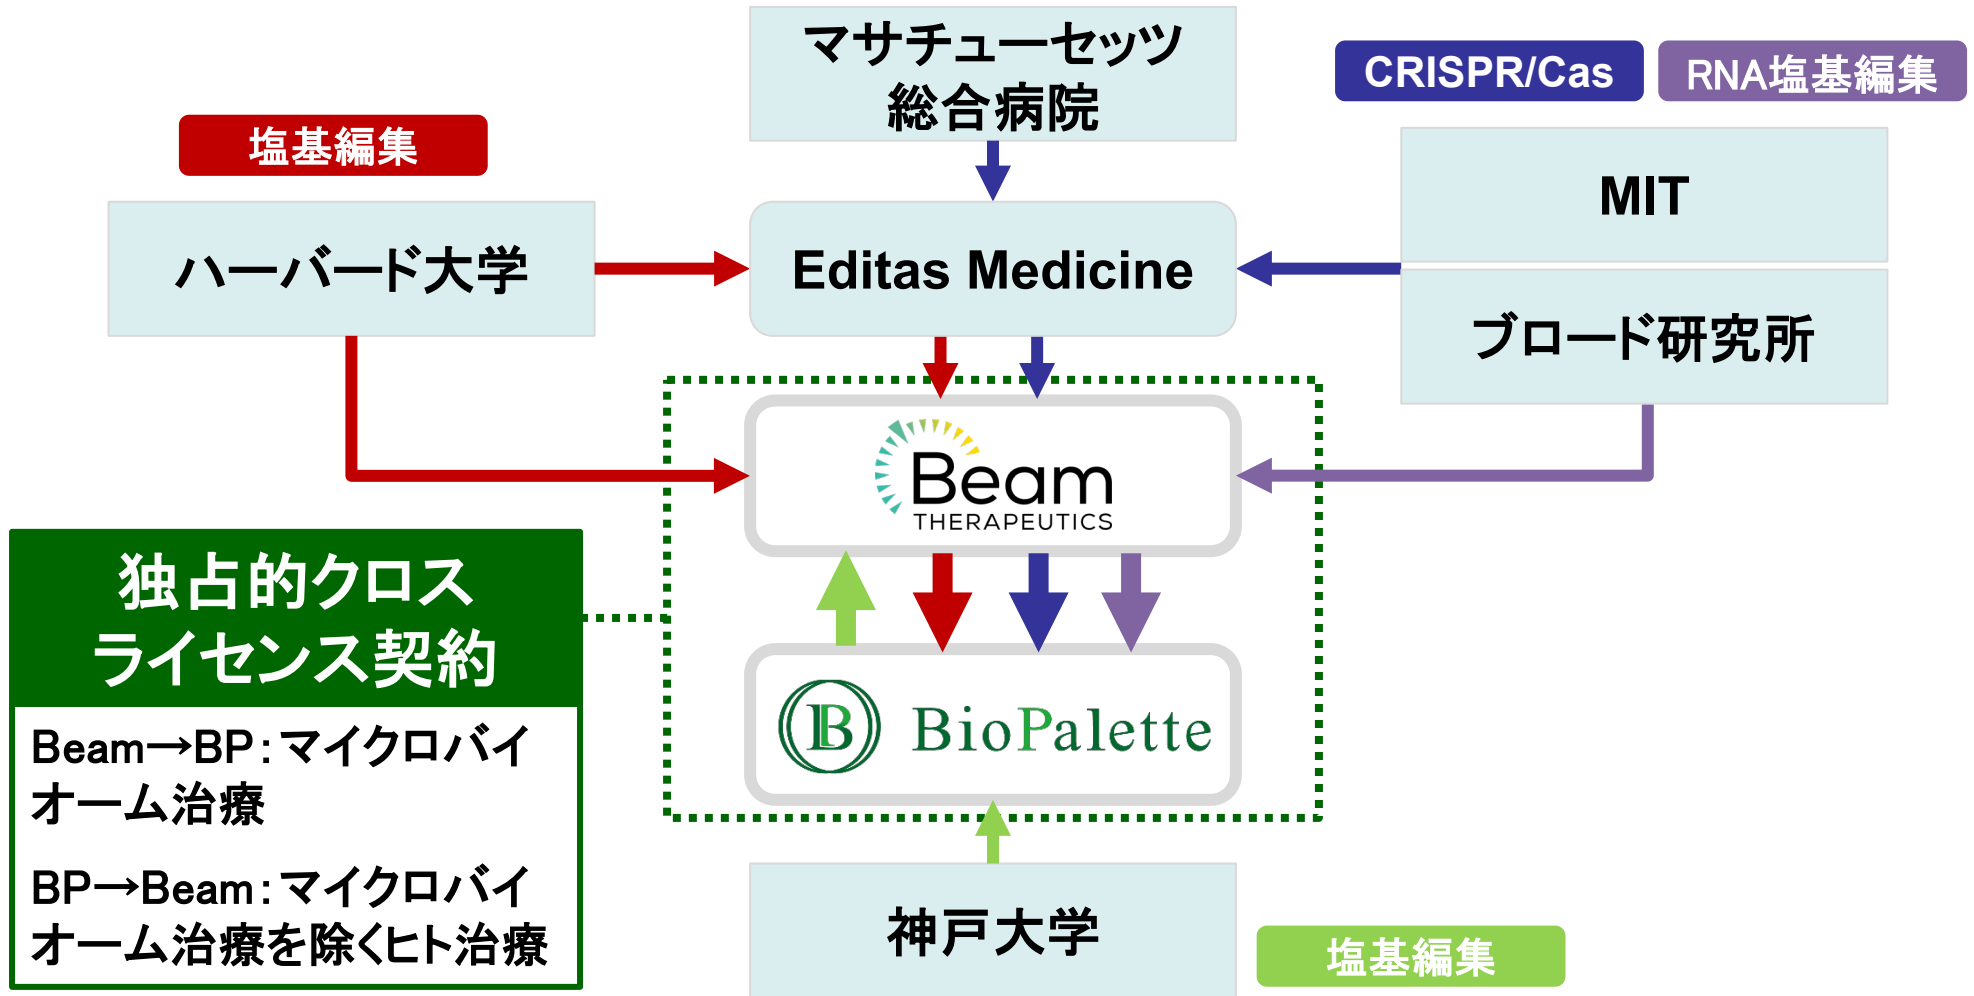 マサチューセッツ
総合病院
CRISPR/Cas
RNA塩基編集
塩基編集
MIT
ハーバード大学
Editas Medicine
ブロード研究所
Beam
THERAPEUTICS
独占的クロス
ライセンス契約
Beam→BP：マイクロバイ
オーム治療
BP→Beam：マイクロバイ
オーム治療を除くヒト治療
B BioPalette
神戸大学
塩基編集